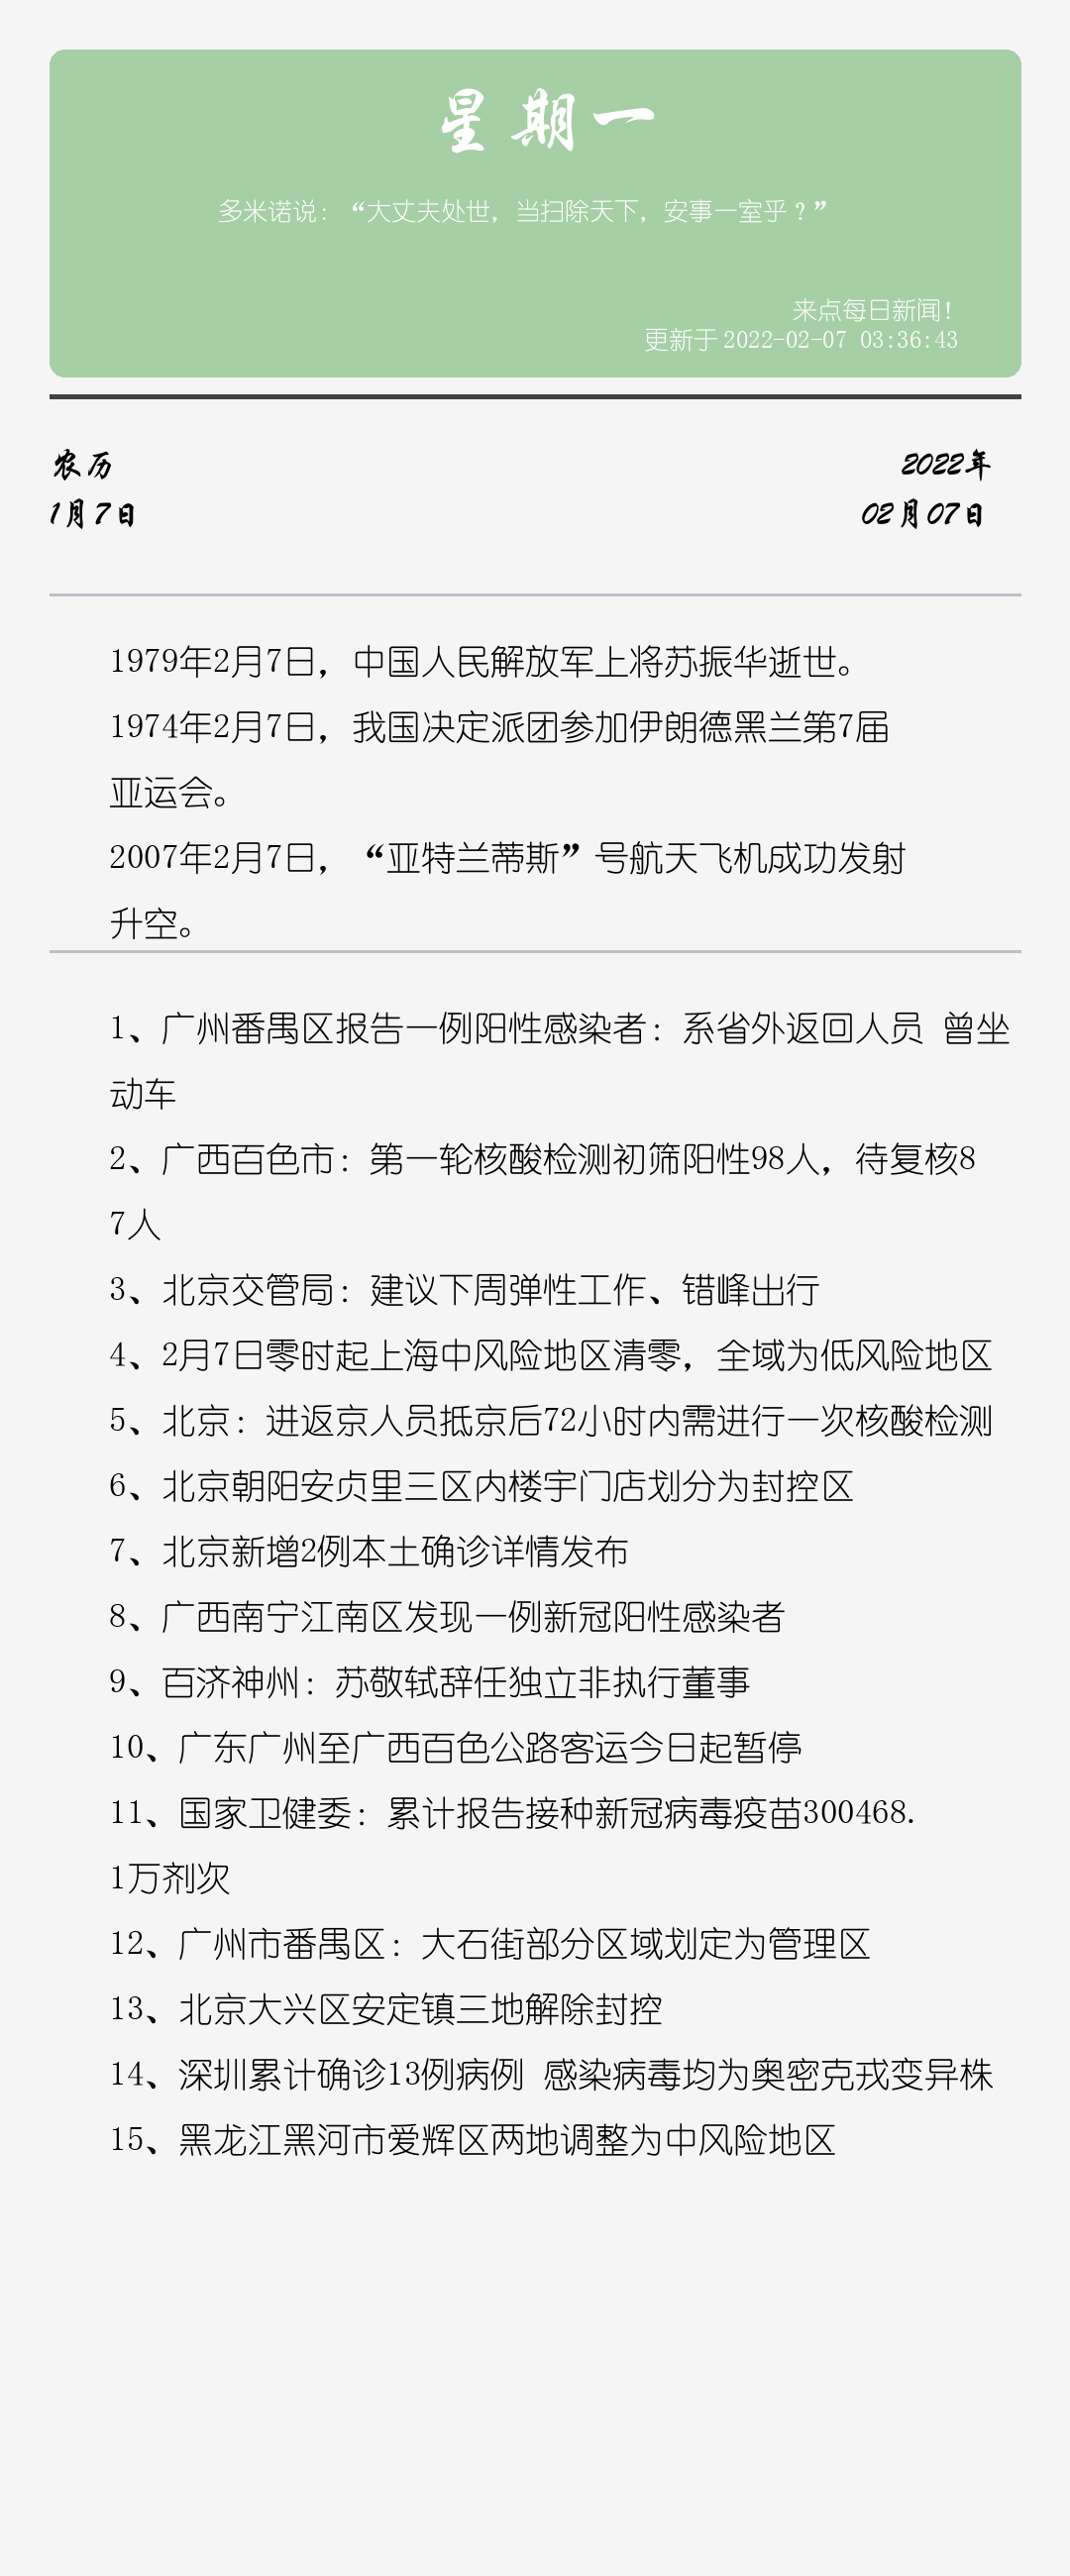 星期一
多米诺说：“大丈夫处世，当扫除天下，安事一室乎？”
来点每日新闻！
更新于2022-02-07 03:36:43
农历
2022年
1月7日
02月07日
1979年2月7日，中国人民解放军上将苏振华逝世。
1974年2月7日，我国决定派团参加伊朗德黑兰第7届
亚运会。
2007年2月7日，“亚特兰蒂斯”号航天飞机成功发射
升空。
1、广州番禺区报告一例阳性感染者：系省外返回人员 曾坐
动车
2、广西百色市：第一轮核酸检测初筛阳性98人，待复核8
7人
3、北京交管局：建议下周弹性工作、错峰出行
4、2月7日零时起上海中风险地区清零，全域为低风险地区
5、北京：进返京人员抵京后72小时内需进行一次核酸检测
6、北京朝阳安贞里三区内楼宇门店划分为封控区
7、北京新增2例本土确诊详情发布
8、广西南宁江南区发现一例新冠阳性感染者
9、百济神州：苏敬轼辞任独立非执行董事
10、广东广州至广西百色公路客运今日起暂停
11、国家卫健委：累计报告接种新冠病毒疫苗300468.
1万剂次
12、广州市番禺区：大石街部分区域划定为管理区
13、北京大兴区安定镇三地解除封控
14、深圳累计确诊13例病例 感染病毒均为奥密克戎变异株
15、黑龙江黑河市爱辉区两地调整为中风险地区